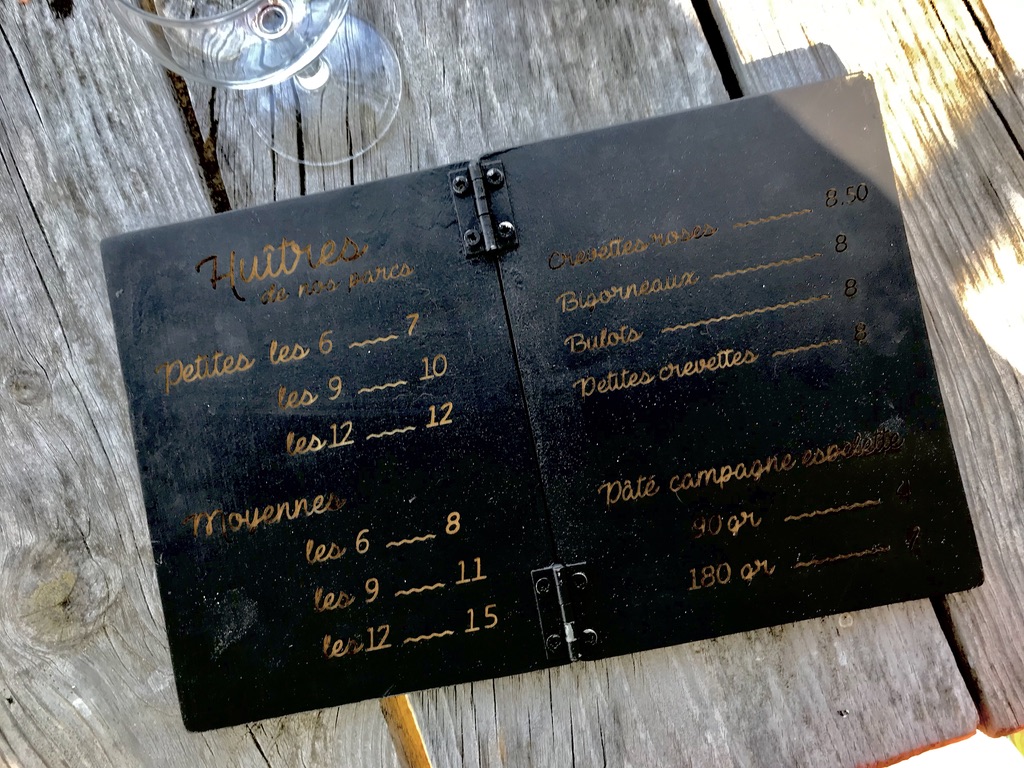 Huîtres
de nos parcs
Petites les 6 7
les 9 10
les 12 12
Moyennes
les 6 8
les 9 11
les 12 15
Crevettes roses 8.50
Bigorneaux 8
Bulots 8
Petites crevettes 8
Pâté campagne espelette
90 gr
180 gr